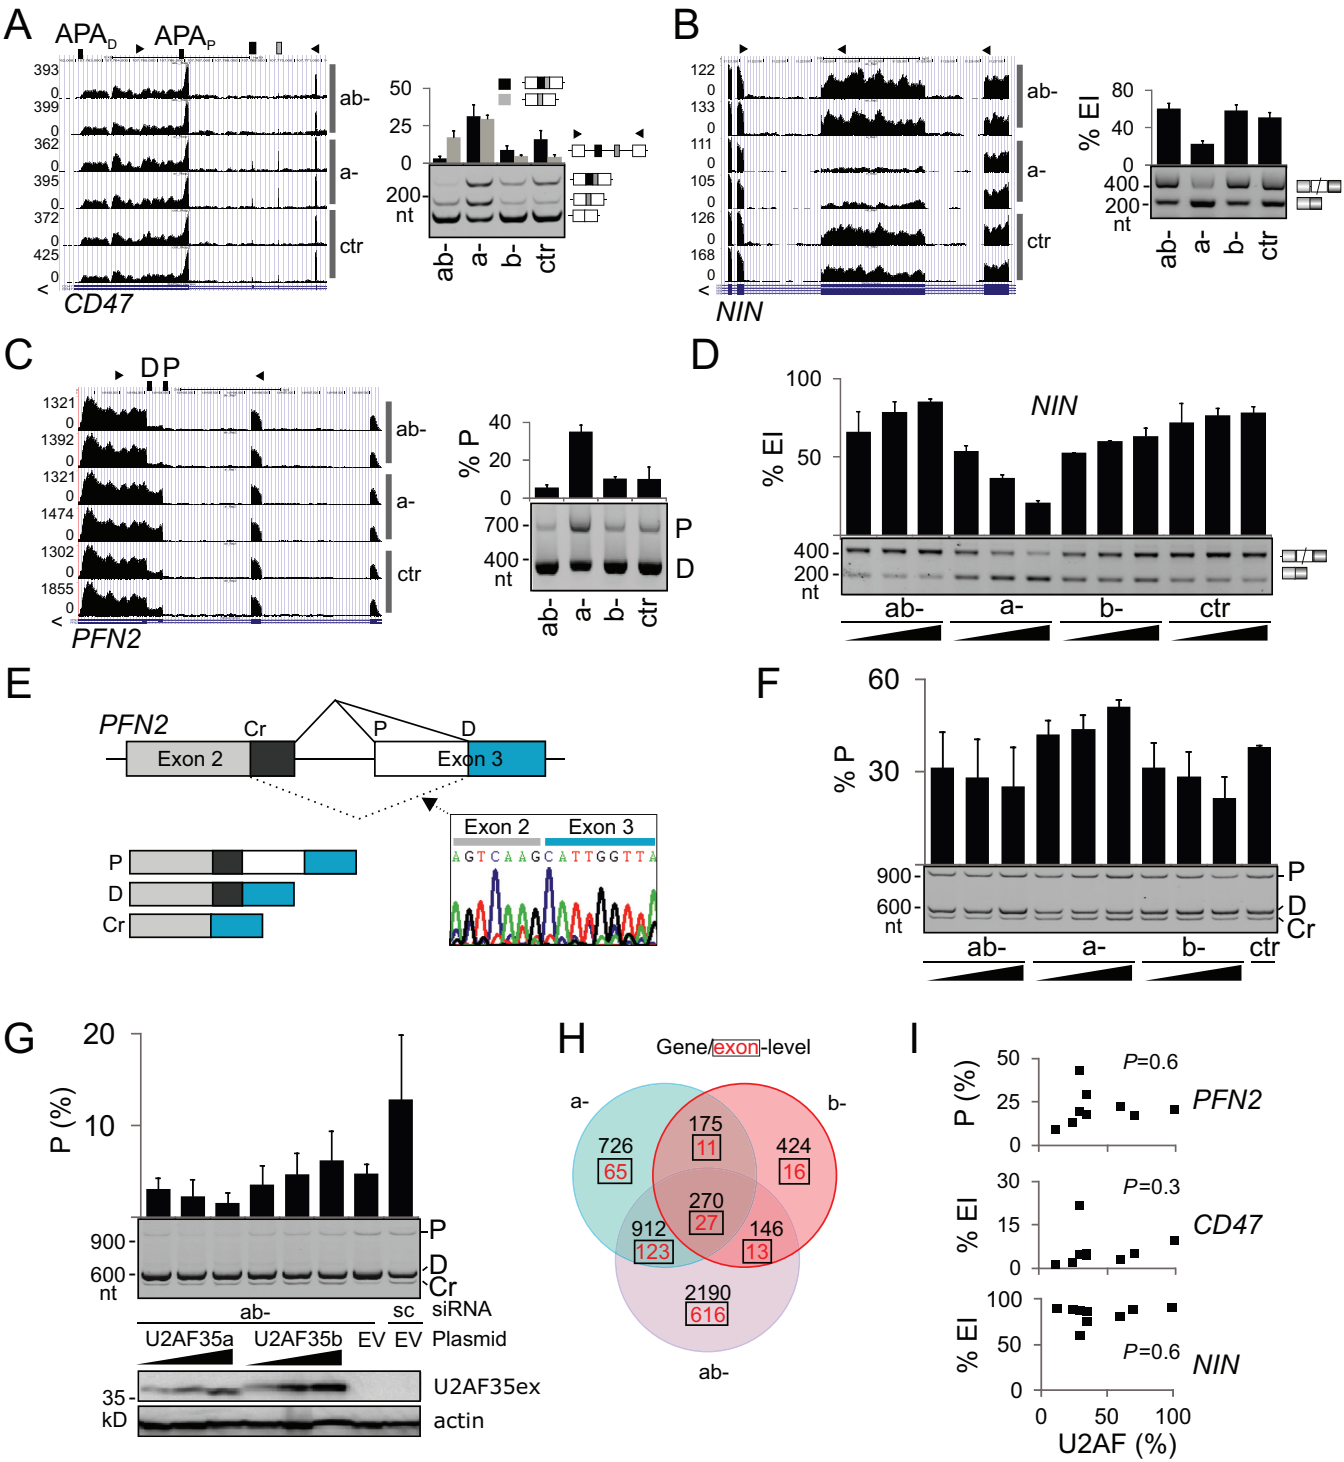 A
APAD
APAP
393
0
399
0
362
0
395
0
372
0
425
0
<
CD47
ab-
a-
ctr
50
25
0
200
nt
ab-
a-
b-
ctr
B
122
0
133
0
111
0
105
0
126
0
168
0
<
NIN
ab-
a-
ctr
% EI
80
40
0
400
200
nt
ab-
a-
b-
ctr
C
D P
1321
0
1392
0
1321
0
1474
0
1302
0
1855
0
<
PFN2
ab-
a-
ctr
% P
40
20
0
700
400
nt
P
D
ab-
a-
b-
ctr
D
100
50
% EI
NIN
400
200
nt
ab- a- b- ctr
E
PFN2
Cr P D
Exon 2
Exon 3
Exon 2 Exon 3
AGTCAAGCATTGGTTA
P
D
Cr
F
60
30
% P
900
600
nt
P
D
Cr
ab- a- b- ctr
G
20
10
P (%)
900
600
nt
P
D
Cr
ab- sc siRNA
U2AF35a U2AF35b EV EV Plasmid
35
kD
U2AF35ex
actin
H
Gene/exon-level
a-
b-
175
11
726
65
424
16
270
27
912
123
146
13
2190
616
ab-
I
P (%)
50
25
0
P=0.6
PFN2
% EI
30
15
0
P=0.3
CD47
% EI
100
50
0
P=0.6
NIN
0 50 100
U2AF (%)